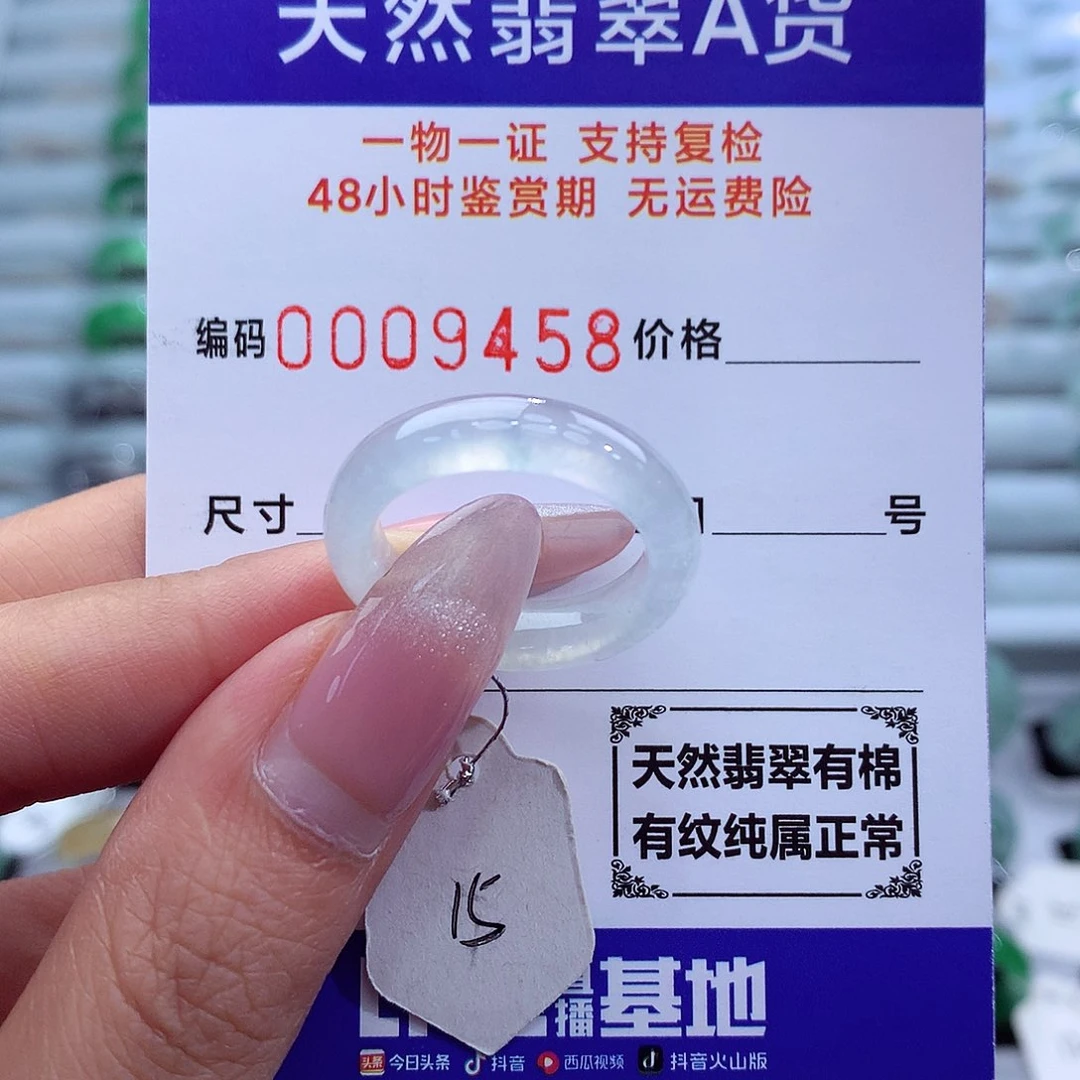 天然翡翠A货
一物一证 支持复检
48小时鉴赏期 无运费险
编码0009458价格
尺寸 号
天然翡翠有棉
有纹纯属正常
15
播基地
今日头条 抖音 西瓜视频 抖音火山版